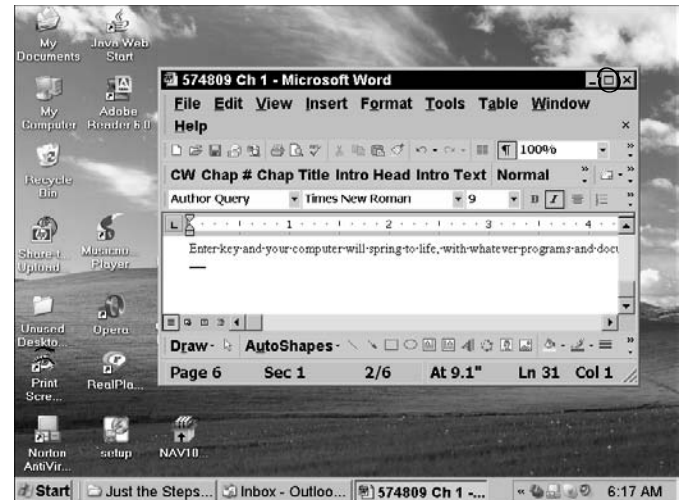 My
Documents
Java Web
Start
My
Computer
Adobe
Reader 6.0
Recycle
Bin
Share-t...
Upload
Musicma...
Player
Unused
Deskto...
Opera
Print
Scre...
RealPla...
Norton
AntiVir...
setup
NAV10...
574809 Ch 1 - Microsoft Word
File Edit View Insert Format Tools Table Window
Help
100%
CW Chap # Chap Title Intro Head Intro Text Normal
Author Query Times New Roman 9 B I
1 2 3 4
Enter·key·and·your·computer·will·spring·to·life,·with·whatever·programs·and·docu
Draw AutoShapes
Page 6 Sec 1 2/6 At 9.1" Ln 31 Col 1
Start Just the Steps... Inbox - Outloo... 574809 Ch 1 -... 6:17 AM